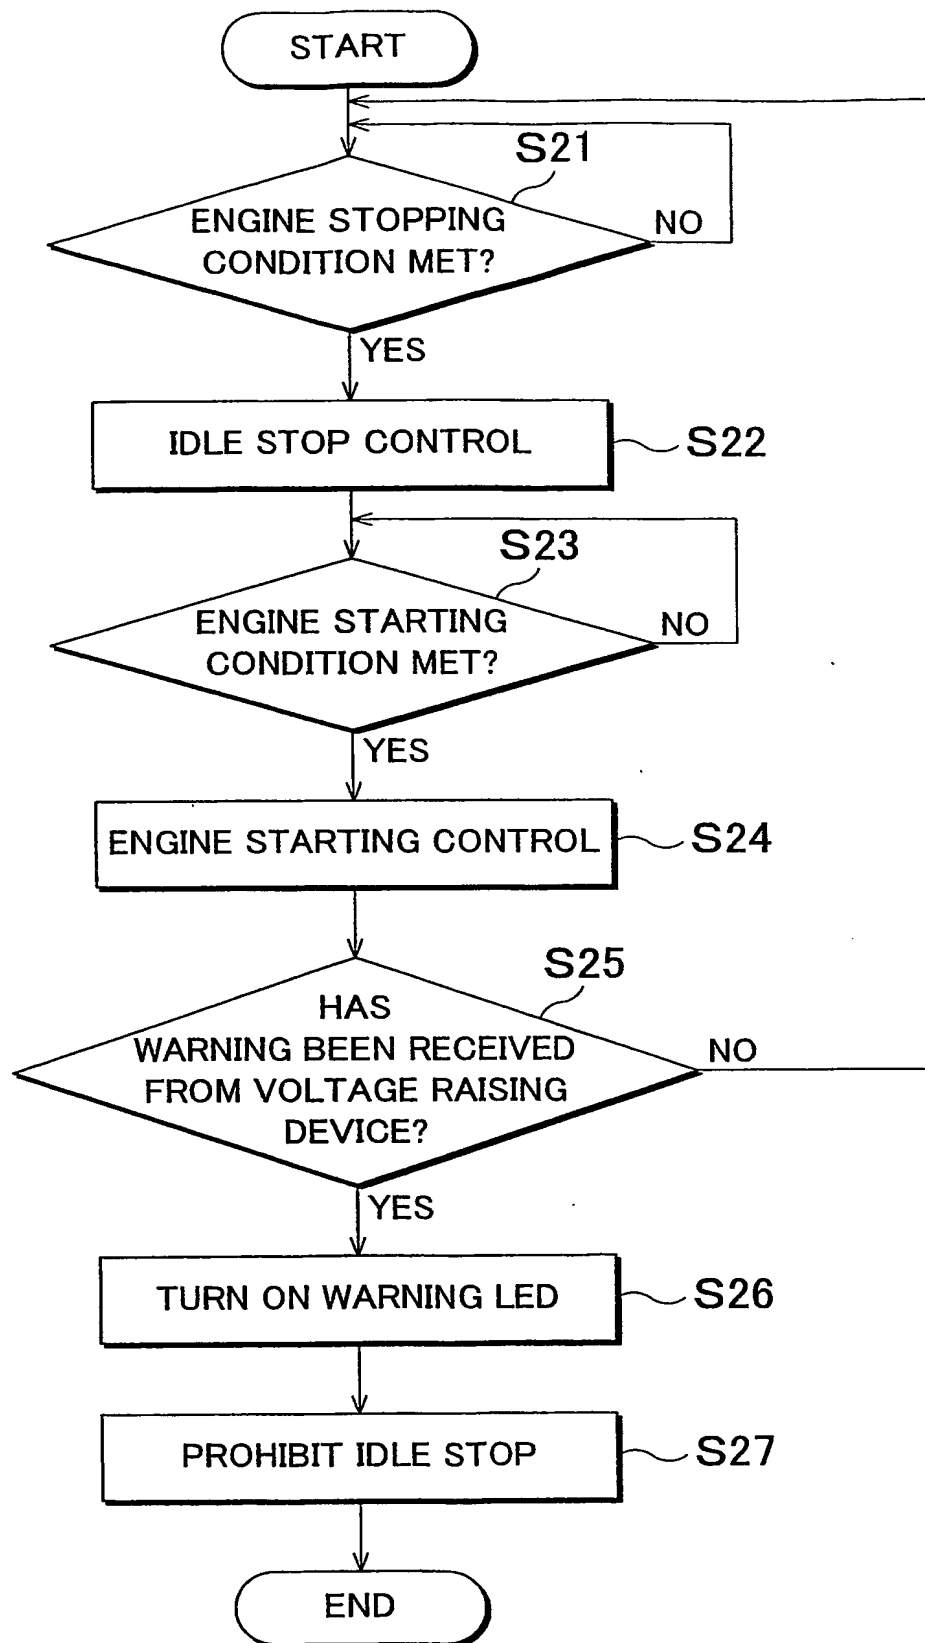 START
S21
ENGINE STOPPING
CONDITION MET?
NO
YES
IDLE STOP CONTROL
S22
S23
ENGINE STARTING
CONDITION MET?
NO
YES
ENGINE STARTING CONTROL
S24
S25
HAS
WARNING BEEN RECEIVED
FROM VOLTAGE RAISING
DEVICE?
NO
YES
TURN ON WARNING LED
S26
PROHIBIT IDLE STOP
S27
END